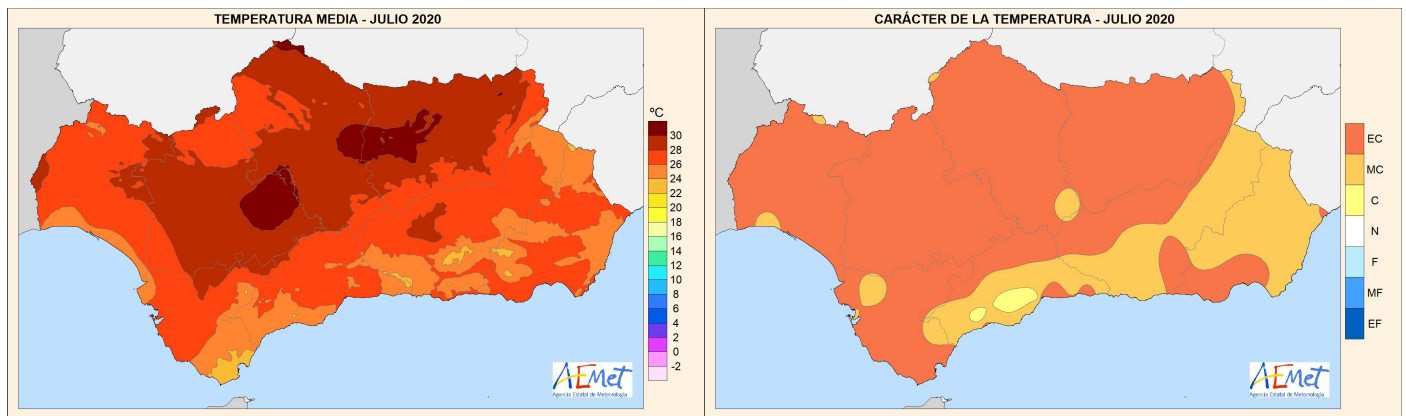 TEMPERATURA MEDIA - JULIO 2020
ºC
30
28
26
24
22
20
18
16
14
12
10
8
6
4
2
0
-2
AEMet
Agencia Estatal de Meteorología
CARÁCTER DE LA TEMPERATURA - JULIO 2020
EC
MC
C
N
F
MF
EF
AEMet
Agencia Estatal de Meteorología